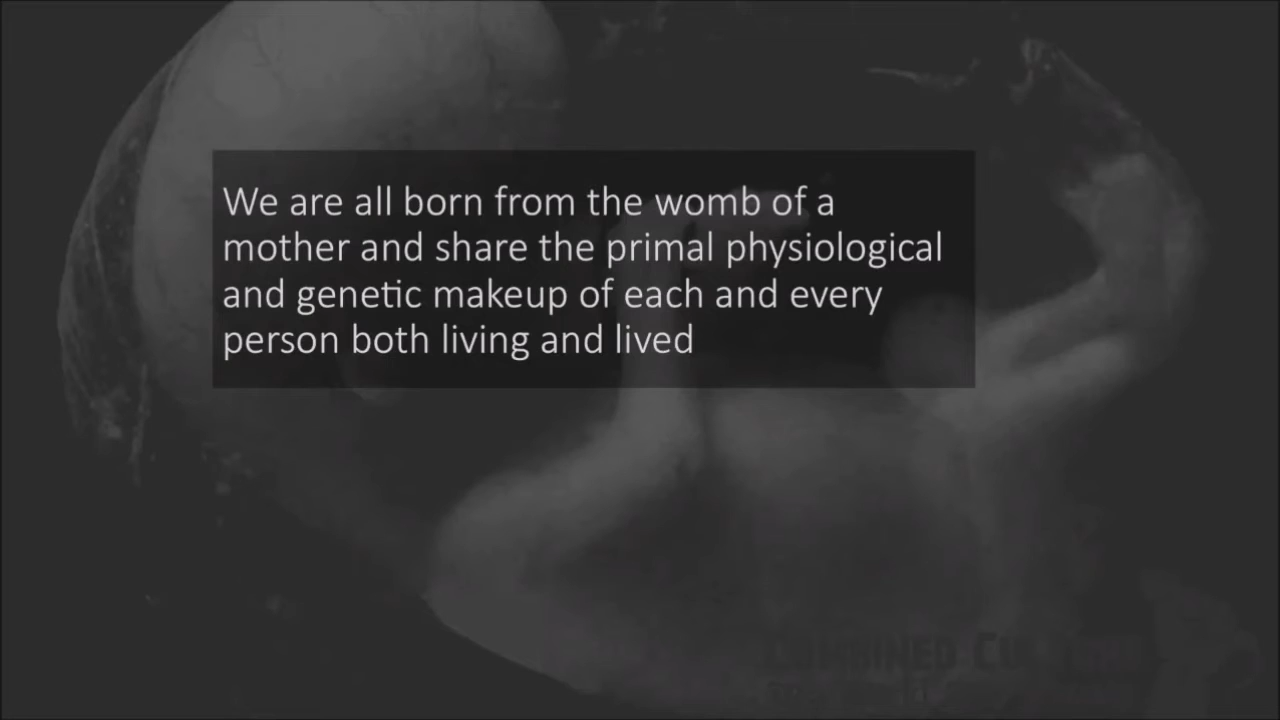 We are all born from the womb of a
mother and share the primal physiological
and genetic makeup of each and every
person both living and lived